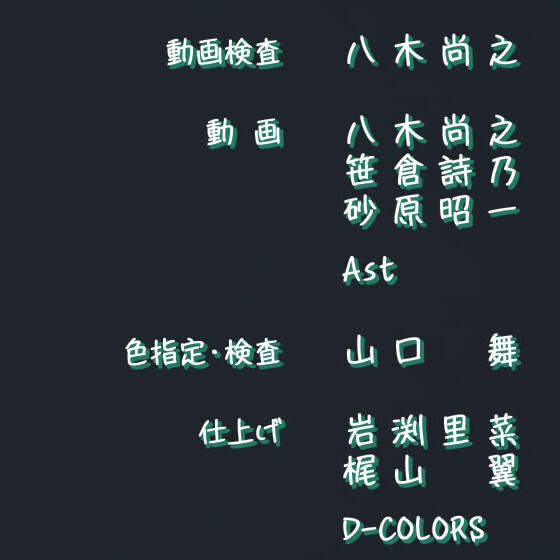 動画検査 八木尚之
動画 八木尚之
笹倉詩乃
砂原昭一
Ast
色指定・検査 山口 舞
仕上げ 岩渕里菜
梶山 翼
D-COLORS